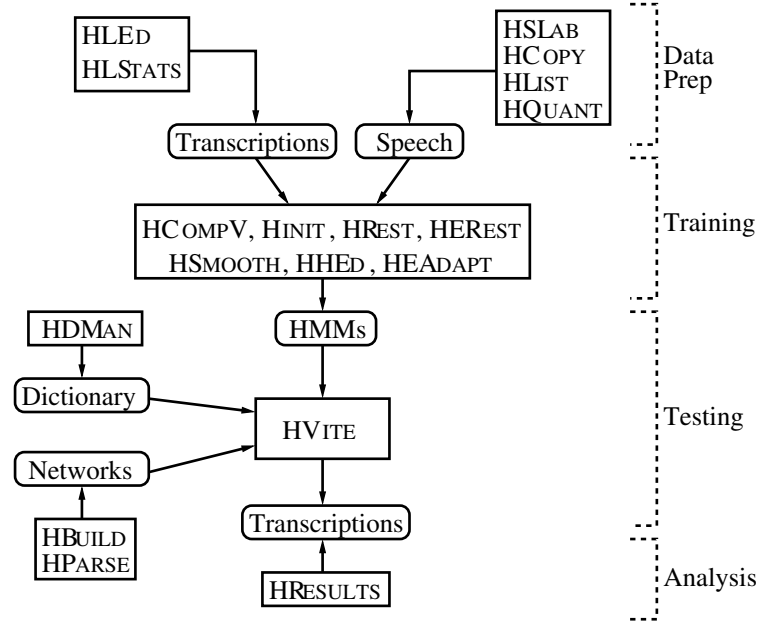 HLED
HLSTATS
HSLAB
HCOPY
HLIST
HQUANT
Data
Prep
Transcriptions
Speech
HCOMPV, HINIT, HREST, HEREST
HSMOOTH, HHED, HEADAPT
Training
HDMAN
HMMs
Dictionary
HVITE
Testing
Networks
HBUILD
HPARSE
Transcriptions
HRESULTS
Analysis